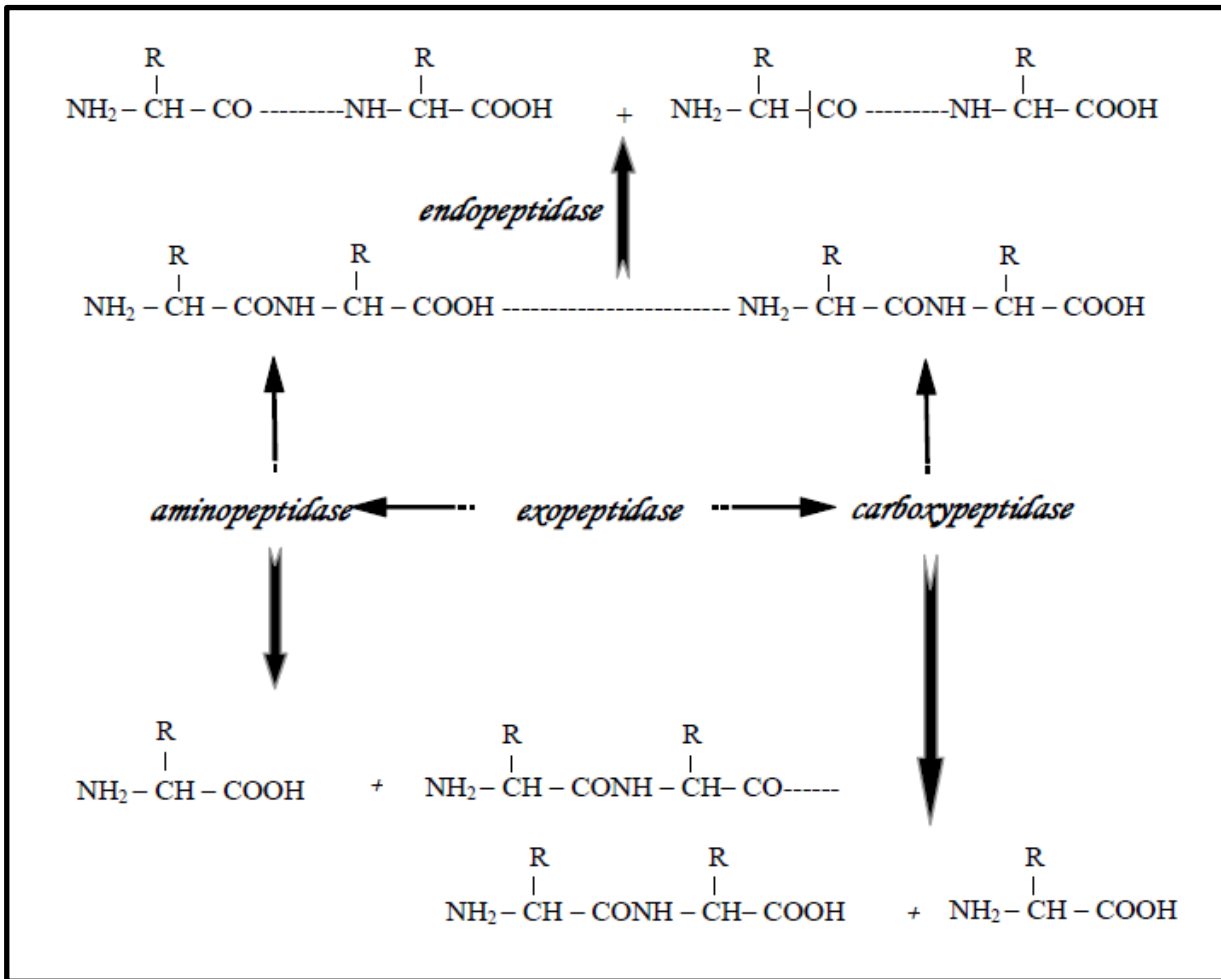 R R R R
NH₂ – CH – CO ---------NH– CH – COOH + NH₂ – CH –|CO ---------NH– CH – COOH
endopeptidase
R R R R
NH₂ – CH – CONH – CH – COOH ------------------------ NH₂ – CH – CONH – CH – COOH
aminopeptidase exopeptidase carboxypeptidase
R R R
NH₂ – CH – COOH + NH₂ – CH – CONH – CH– CO------
R R R
NH₂ – CH – CONH – CH– COOH + NH₂ – CH – COOH